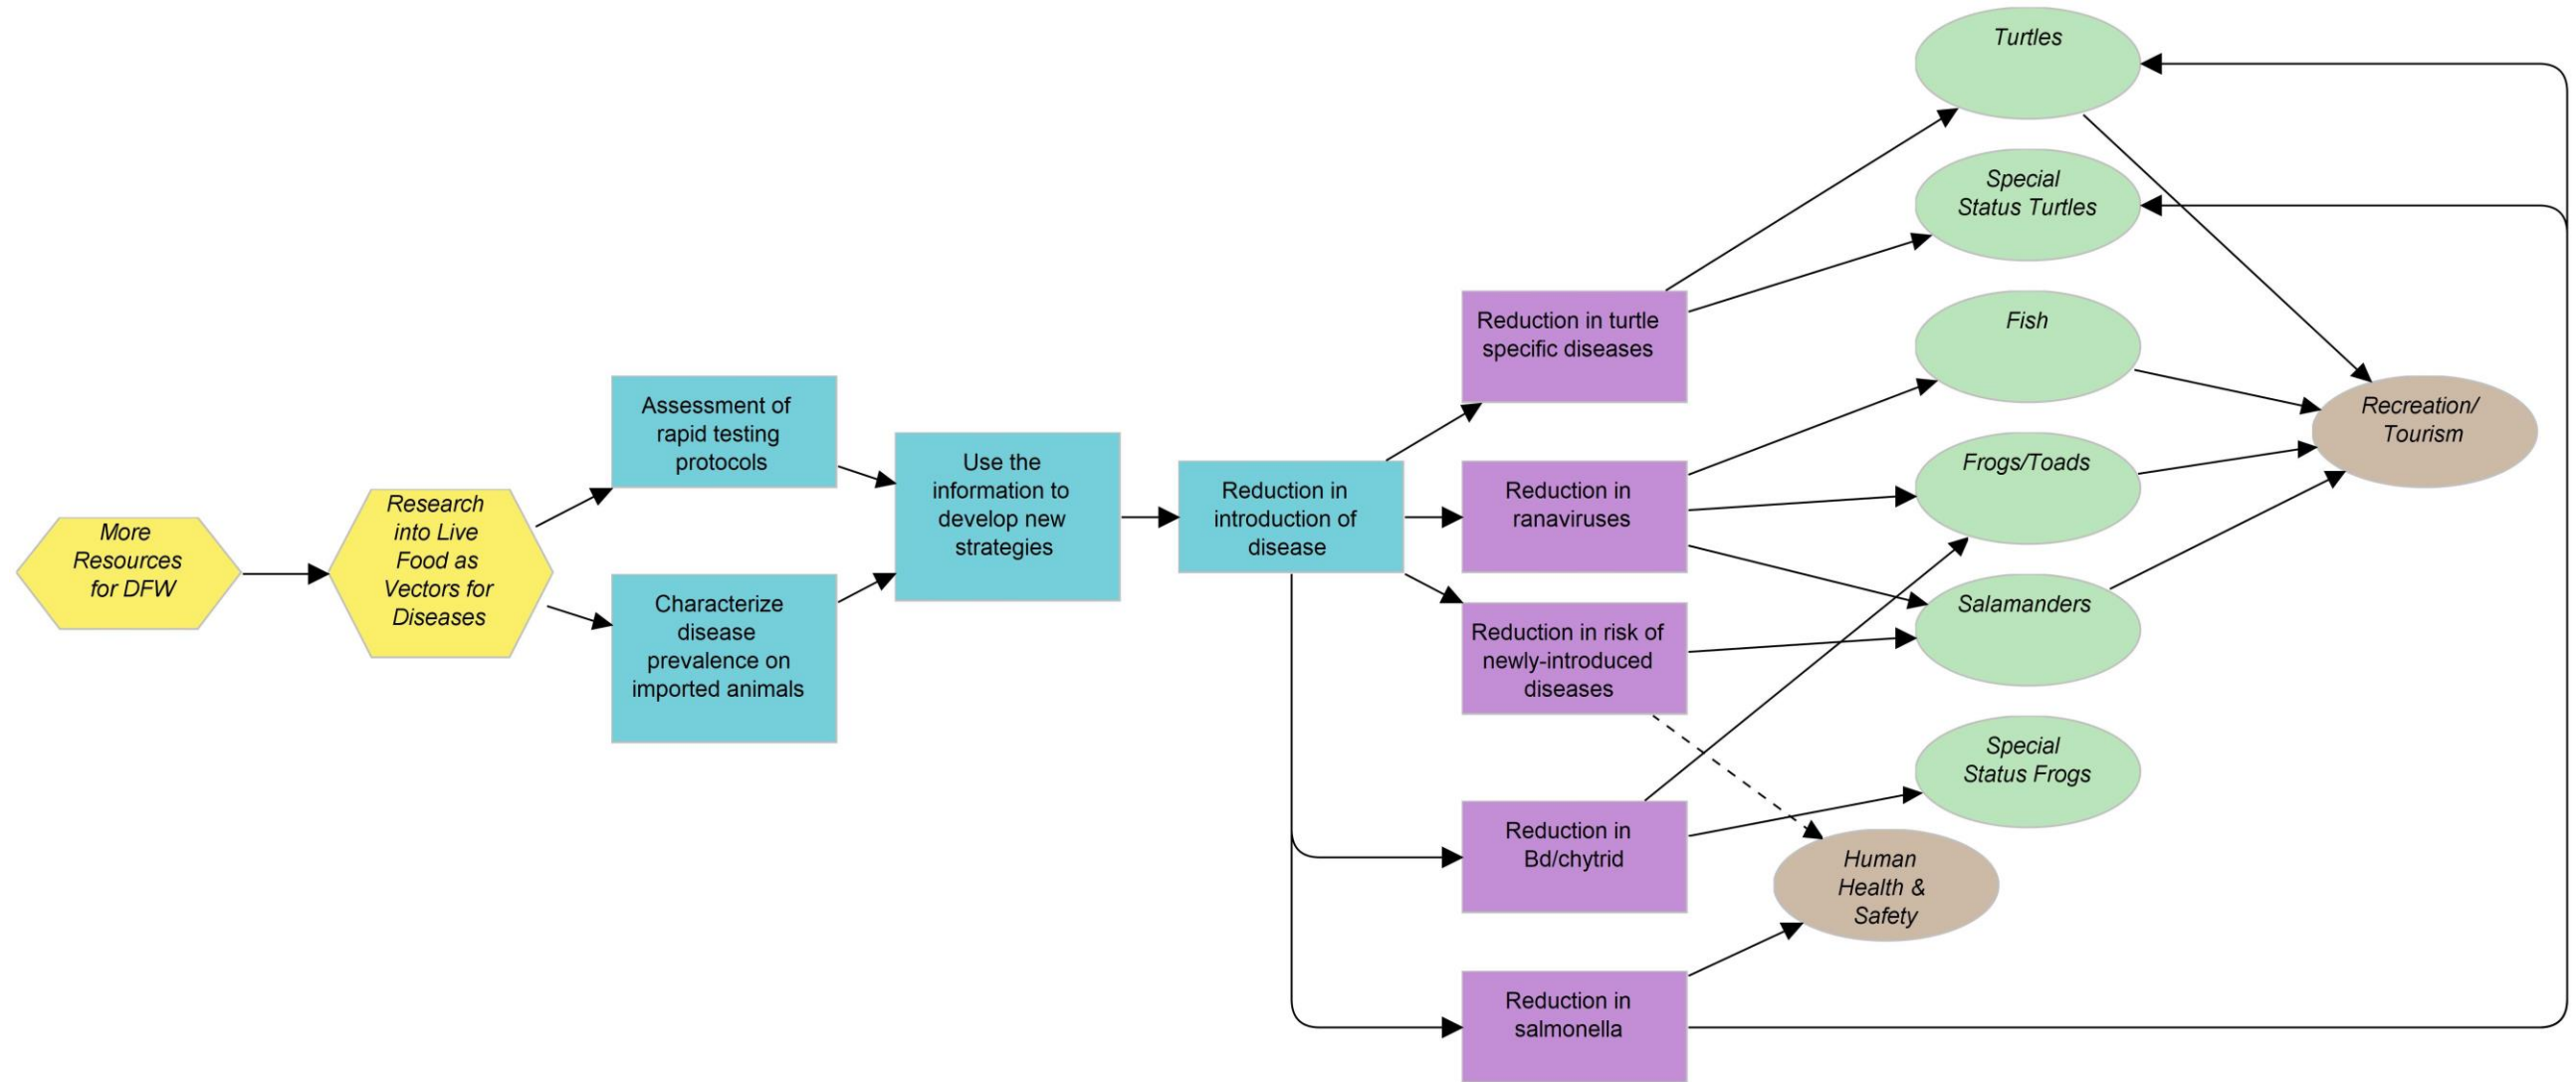 More
Resources
for DFW
Research
into Live
Food as
Vectors for
Diseases
Assessment of
rapid testing
protocols
Characterize
disease
prevalence on
imported animals
Use the
information to
develop new
strategies
Reduction in
introduction of
disease
Reduction in turtle
specific diseases
Reduction in
ranaviruses
Reduction in risk of
newly-introduced
diseases
Reduction in
Bd/chytrid
Reduction in
salmonella
Turtles
Special
Status Turtles
Fish
Frogs/Toads
Salamanders
Special
Status Frogs
Human
Health &
Safety
Recreation/
Tourism